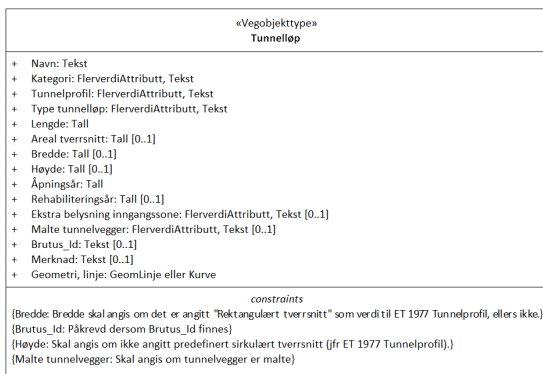 «Vegobjekttype»
Tunnelløp
+ Navn: Tekst
+ Kategori: FlerverdiAttributt, Tekst
+ Tunnelprofil: FlerverdiAttributt, Tekst
+ Type tunnelløp: FlerverdiAttributt, Tekst
+ Lengde: Tall
+ Areal tverrsnitt: Tall [0..1]
+ Bredde: Tall [0..1]
+ Høyde: Tall [0..1]
+ Åpningsår: Tall
+ Rehabiliteringsår: Tall [0..1]
+ Ekstra belysning inngangssone: FlerverdiAttributt, Tekst [0..1]
+ Malte tunnelvegger: FlerverdiAttributt, Tekst [0..1]
+ Brutus_Id: Tekst [0..1]
+ Merknad: Tekst [0..1]
+ Geometri, linje: GeomLinje eller Kurve
constraints
{Bredde: Bredde skal angis om det er angitt "Rektangulært tverrsnitt" som verdi til ET 1977 Tunnelprofil, ellers ikke.}
{Brutus_Id: Påkrevd dersom Brutus_Id finnes}
{Høyde: Skal angis om ikke angitt predefinert sirkulært tverrsnitt (jfr ET 1977 Tunnelprofil).}
{Malte tunnelvegger: Skal angis om tunnelvegger er malte}